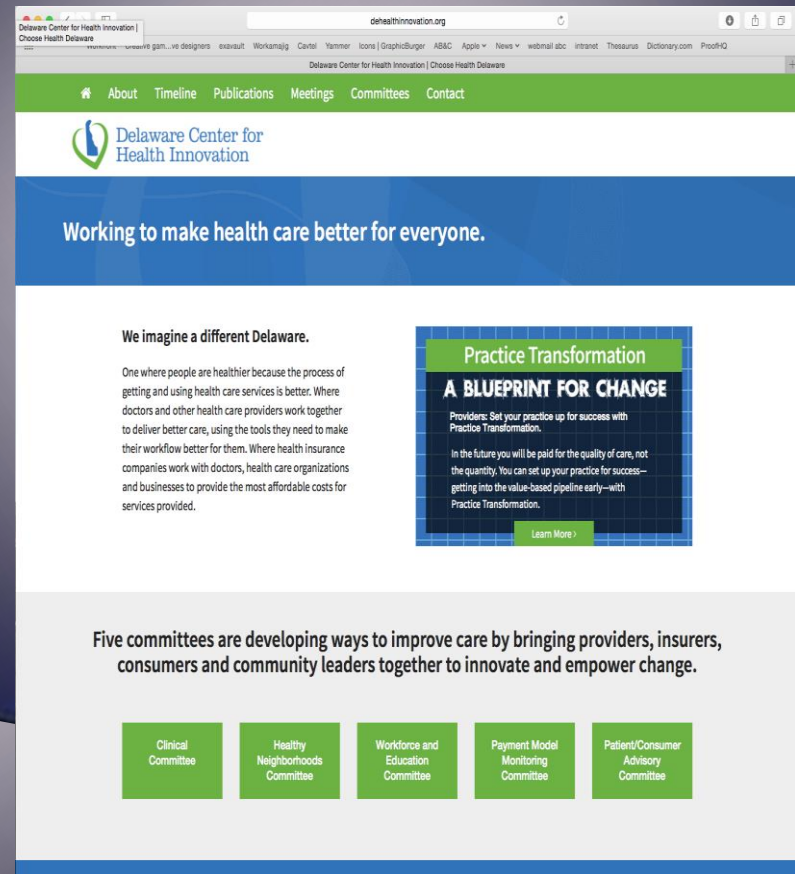 Delaware Center for Health Innovation |
Choose Health Delaware
dehealthinnovation.org
gam...ve designers exavault Workamajig Cavtel Yammer Icons | GraphicBurger AB&C Apple News webmail abc intranet Thesaurus Dictionary.com ProofHQ
Delaware Center for Health Innovation | Choose Health Delaware
About Timeline Publications Meetings Committees Contact
Delaware Center for
Health Innovation
Working to make health care better for everyone.
We imagine a different Delaware.
One where people are healthier because the process of
getting and using health care services is better. Where
doctors and other health care providers work together
to deliver better care, using the tools they need to make
their workflow better for them. Where health insurance
companies work with doctors, health care organizations
and businesses to provide the most affordable costs for
services provided.
Practice Transformation
A BLUEPRINT FOR CHANGE
Providers: Set your practice up for success with
Practice Transformation.
In the future you will be paid for the quality of care, not
the quantity. You can set up your practice for success—
getting into the value-based pipeline early—with
Practice Transformation.
Learn More >
Five committees are developing ways to improve care by bringing providers, insurers,
consumers and community leaders together to innovate and empower change.
Clinical
Committee
Healthy
Neighborhoods
Committee
Workforce and
Education
Committee
Payment Model
Monitoring
Committee
Patient/Consumer
Advisory
Committee